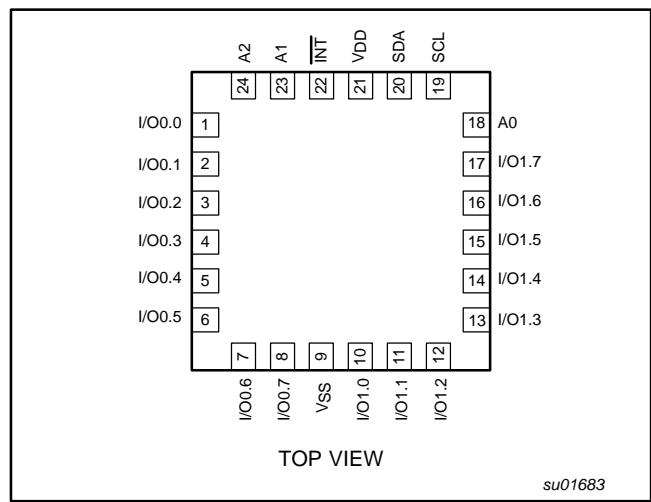 A2 A1 INT VDD SDA SCL
24 23 22 21 20 19
I/O0.0 1 18 A0
I/O0.1 2 17 I/O1.7
I/O0.2 3 16 I/O1.6
I/O0.3 4 15 I/O1.5
I/O0.4 5 14 I/O1.4
I/O0.5 6 13 I/O1.3
7 8 9 10 11 12
I/O0.6 I/O0.7 VSS I/O1.0 I/O1.1 I/O1.2
TOP VIEW
su01683